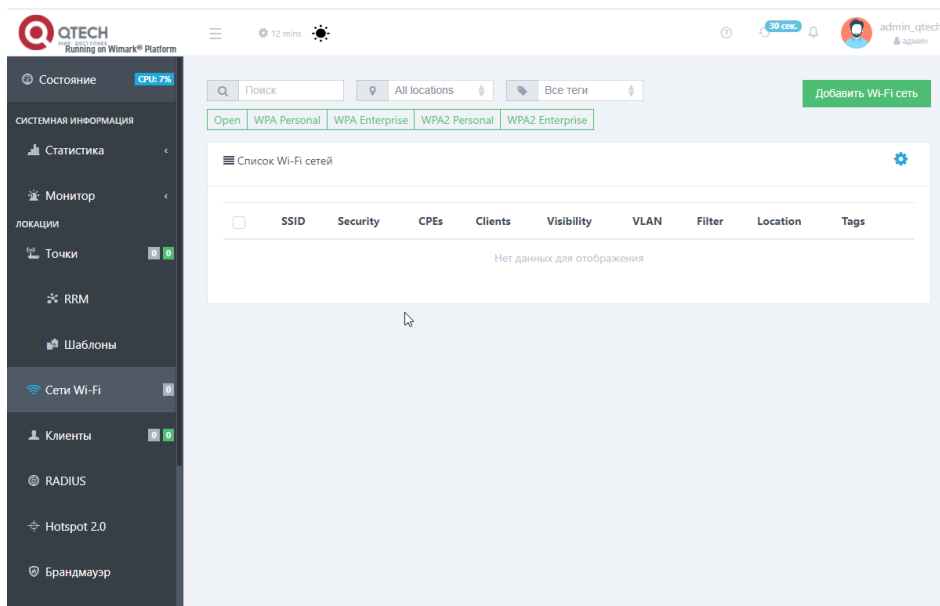 QTECH
МИР ДОСТУПНЕЕ
Running on Wimark® Platform
12 mins
30 сек.
admin_qtech
админ
Состояние CPU: 7%
СИСТЕМНАЯ ИНФОРМАЦИЯ
Статистика
Монитор
ЛОКАЦИИ
Точки 0 0
RRM
Шаблоны
Сети Wi-Fi 0
Клиенты 0 0
RADIUS
Hotspot 2.0
Брандмауэр
Поиск All locations Все теги Добавить Wi-Fi сеть
Open WPA Personal WPA Enterprise WPA2 Personal WPA2 Enterprise
Список Wi-Fi сетей
SSID Security CPEs Clients Visibility VLAN Filter Location Tags
Нет данных для отображения